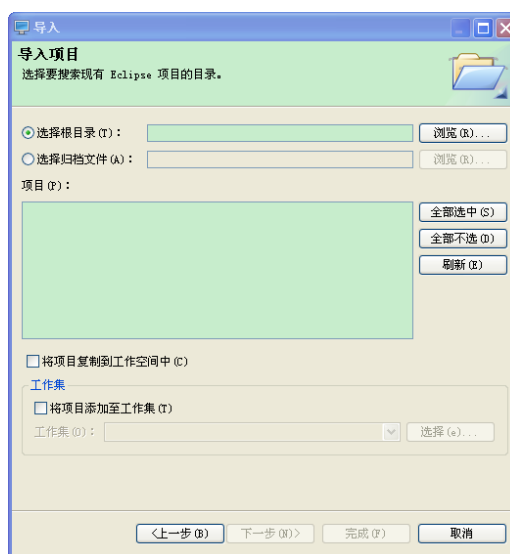 导入
导入项目
选择要搜索现有 Eclipse 项目的目录。
选择根目录(T)：
浏览(R)...
选择归档文件(A)：
浏览(R)...
项目(P)：
全部选中(S)
全部不选(D)
刷新(E)
将项目复制到工作空间中(C)
工作集
将项目添加至工作集(T)
工作集(O)：
选择(e)...
<上一步(B)
下一步(N)>
完成(F)
取消